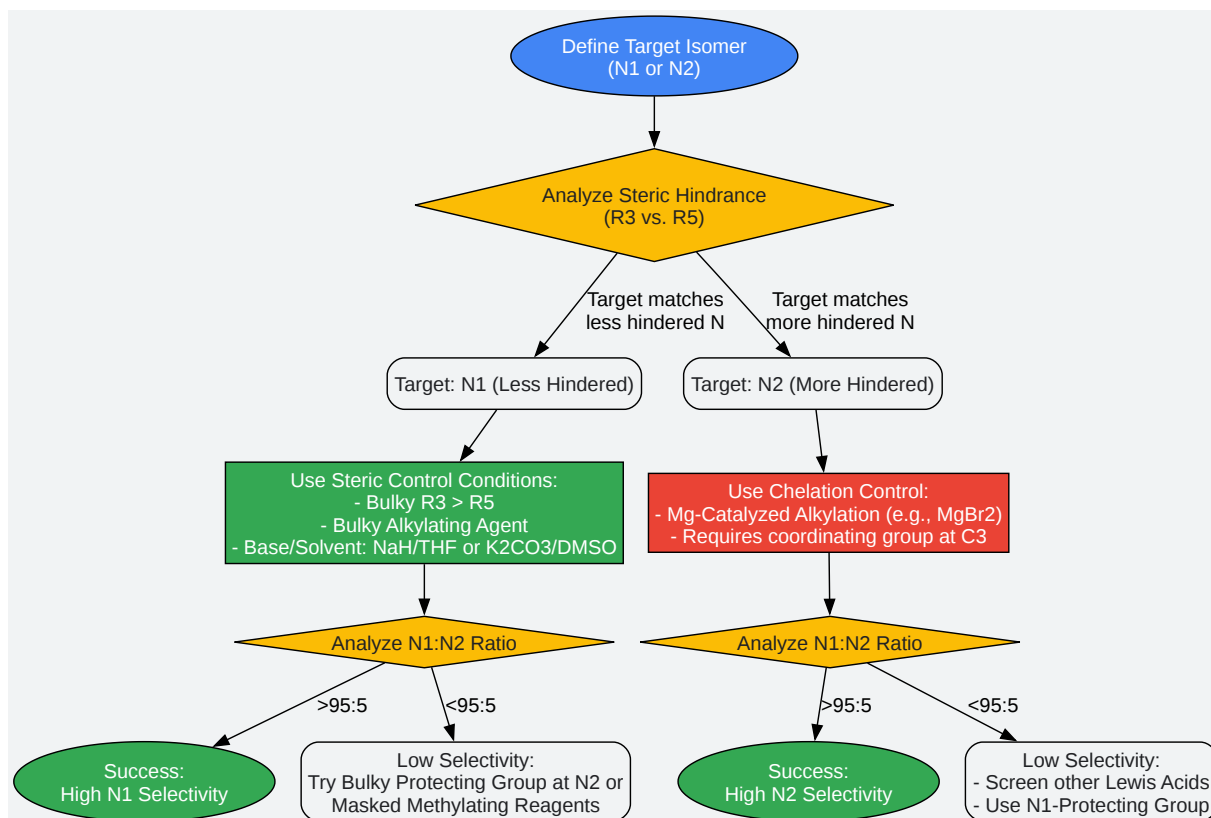 Define Target Isomer
(N1 or N2)
Analyze Steric Hindrance
(R3 vs. R5)
Target matches
less hindered N
Target matches
more hindered N
Target: N1 (Less Hindered)
Target: N2 (More Hindered)
Use Steric Control Conditions:
- Bulky R3 > R5
- Bulky Alkylating Agent
- Base/Solvent: NaH/THF or K2CO3/DMSO
Use Chelation Control:
- Mg-Catalyzed Alkylation (e.g., MgBr2)
- Requires coordinating group at C3
Analyze N1:N2 Ratio
Analyze N1:N2 Ratio
>95:5
<95:5
>95:5
<95:5
Success:
High N1 Selectivity
Low Selectivity:
Try Bulky Protecting Group at N2 or
Masked Methylating Reagents
Success:
High N2 Selectivity
Low Selectivity:
- Screen other Lewis Acids
- Use N1-Protecting Group